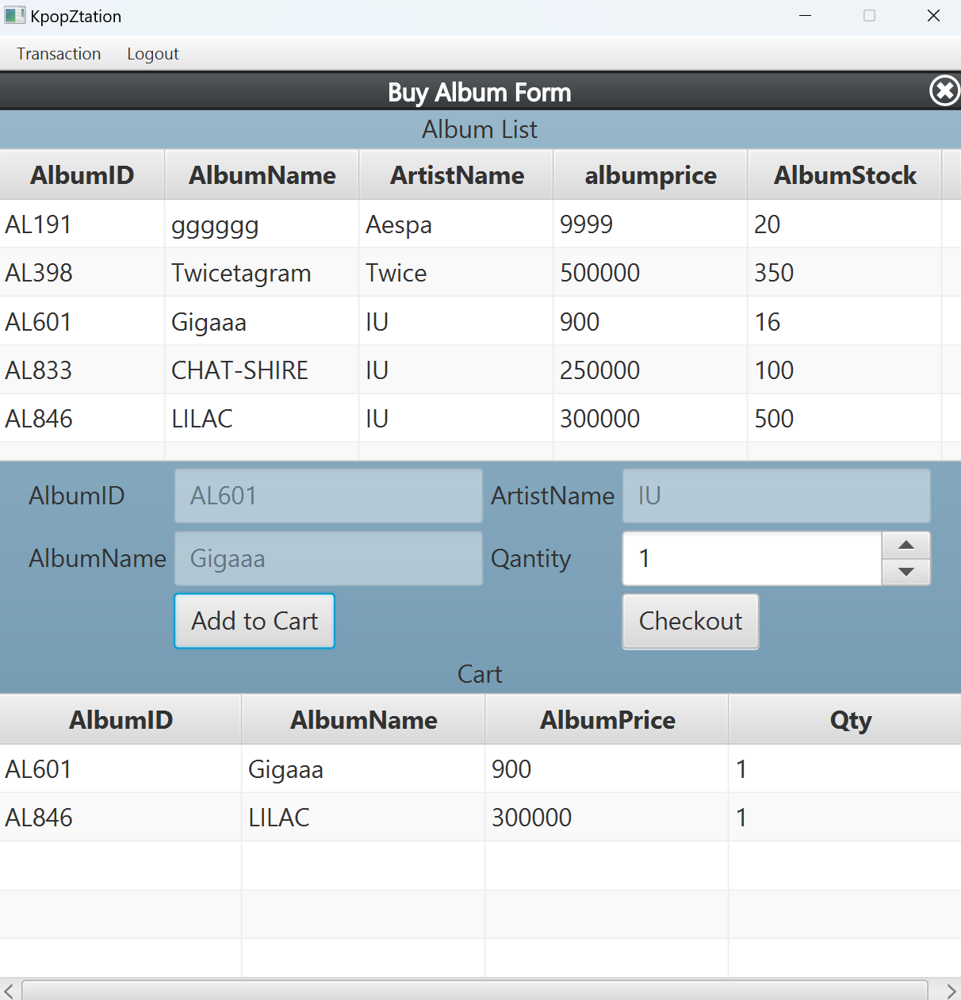 KpopZtation
Transaction Logout
Buy Album Form
Album List
AlbumID AlbumName ArtistName albumprice AlbumStock
AL191 gggggg Aespa 9999 20
AL398 Twicetagram Twice 500000 350
AL601 Gigaaa IU 900 16
AL833 CHAT-SHIRE IU 250000 100
AL846 LILAC IU 300000 500
AlbumID AL601 ArtistName IU
AlbumName Gigaaa Qantity 1
Add to Cart Checkout
Cart
AlbumID AlbumName AlbumPrice Qty
AL601 Gigaaa 900 1
AL846 LILAC 300000 1